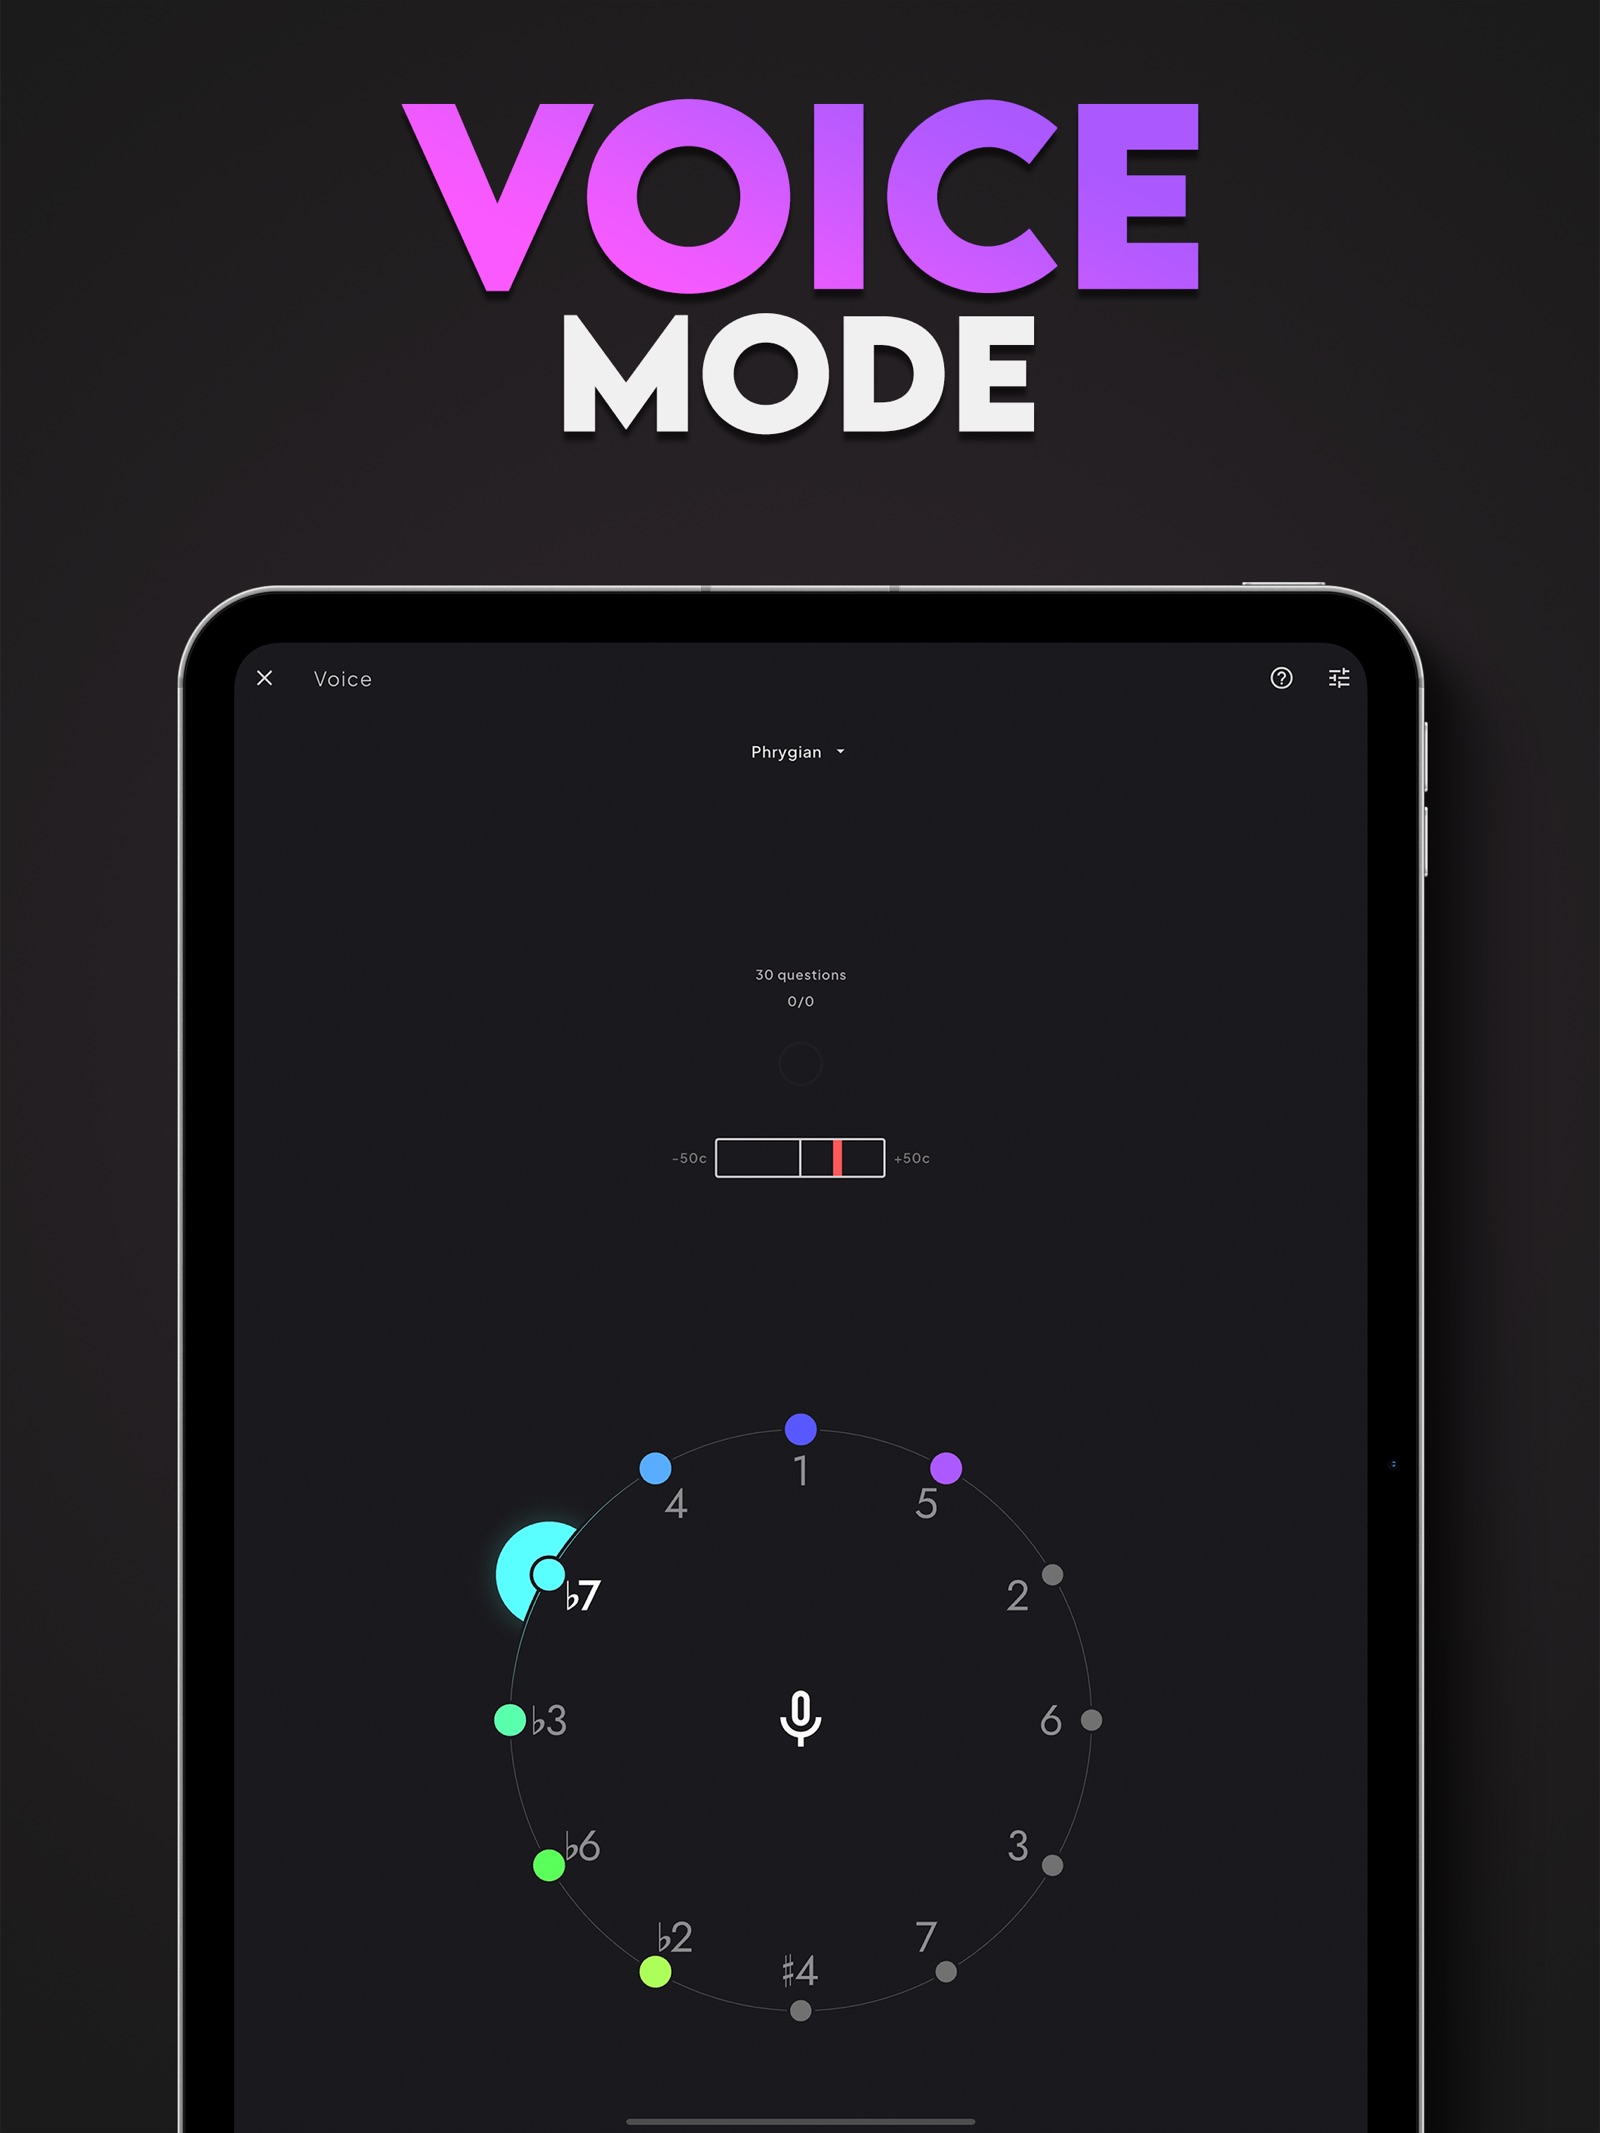 VOICE
MODE
Voice
Phrygian
30 questions
0/0
-50c +50c
1
4 5
♭7 2
♭3 6
♭6 3
♭2 7
♯4